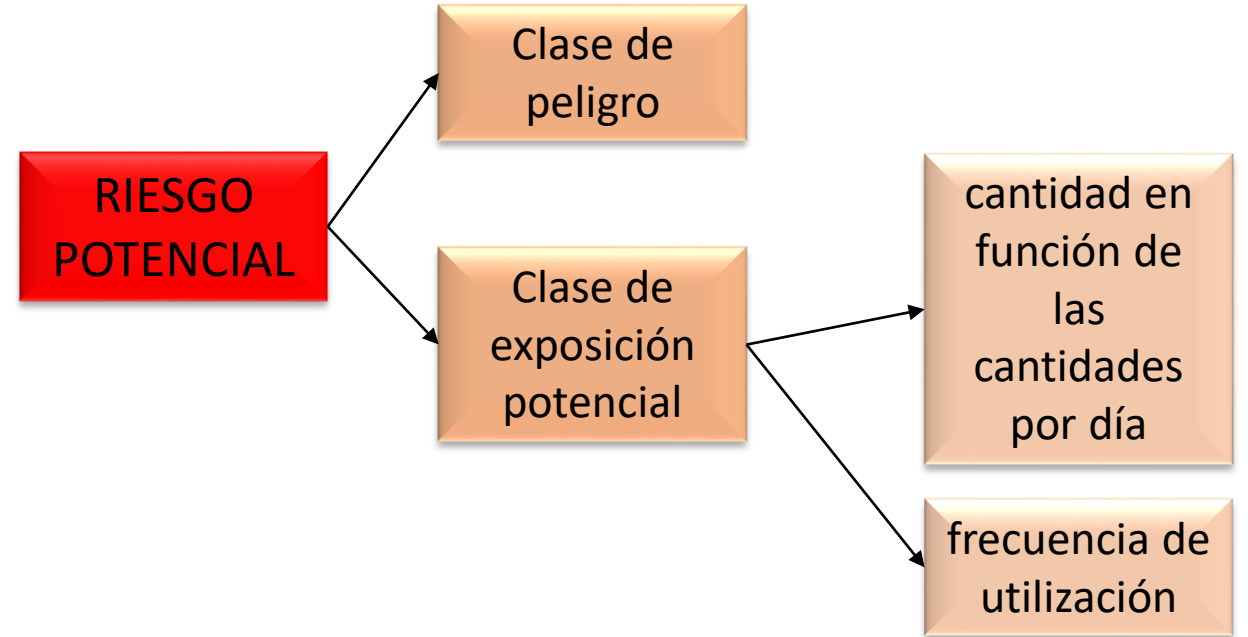 Clase de
peligro
RIESGO
POTENCIAL
Clase de
exposición
potencial
cantidad en
función de
las
cantidades
por día
frecuencia de
utilización